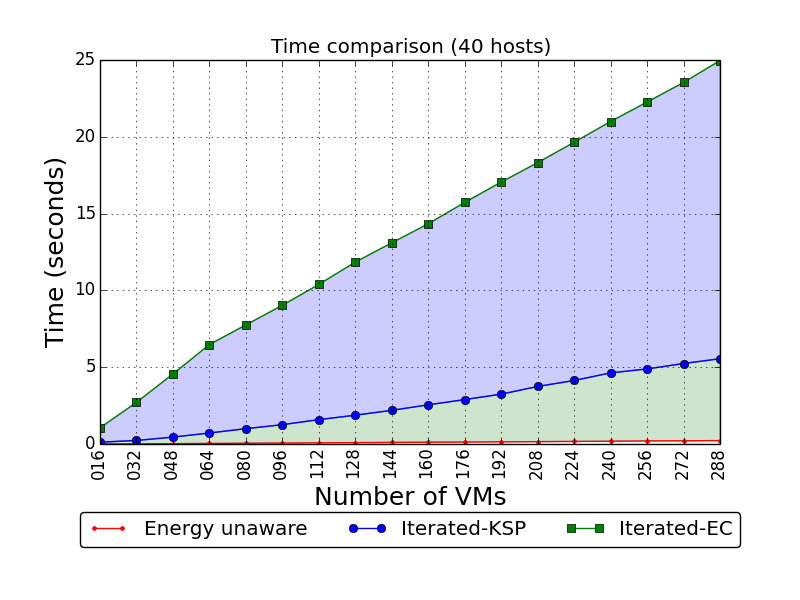 Time comparison (40 hosts)
25
20
15
10
5
0
Time (seconds)
016 032 048 064 080 096 112 128 144 160 176 192 208 224 240 256 272 288
Number of VMs
Energy unaware Iterated-KSP Iterated-EC